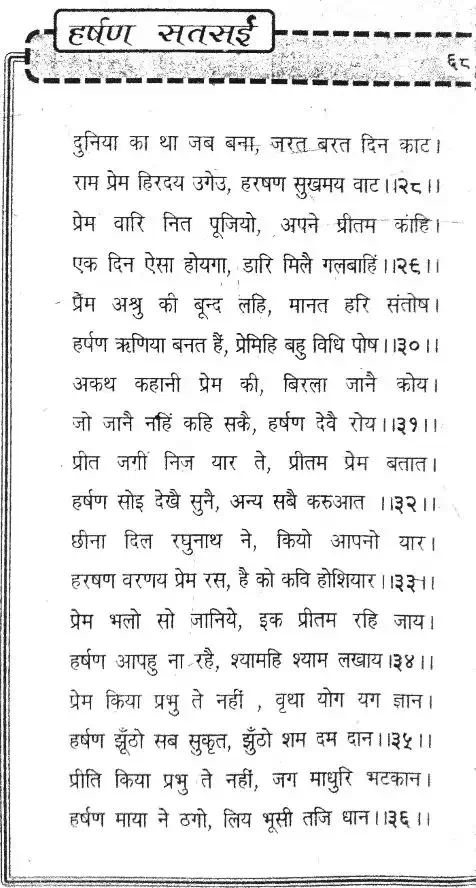 हर्षण सतसई
६८
दुनिया का था जब बना, जरत बरत दिन काट।
राम प्रेम हिरदय उगेउ, हरषण सुखमय वाट।।२८।।
प्रेम वारि नित पूजियो, अपने प्रीतम कांहि।
एक दिन ऐसा होयगा, डारि मिलै गलबाहिं।।२९।।
प्रैम अश्रु की बून्द लहि, मानत हरि संतोष।
हर्षण ऋणिया बनत हैं, प्रेमिहि बहु विधि पोष।।३०।।
अकथ कहानी प्रेम की, बिरला जानै कोय।
जो जानै नहिं कहि सकै, हर्षण देवै रोय।।३१।।
प्रीत जगी निज यार ते, प्रीतम प्रेम बतात।
हर्षण सोइ देखै सुनै, अन्य सबै करुआत ।।३२।।
छीना दिल रघुनाथ ने, कियो आपनो यार।
हरषण वरणय प्रेम रस, है को कवि होशियार।।३३।।
प्रेम भलो सो जानिये, इक प्रीतम रहि जाय।
हर्षण आपहु ना रहै, श्यामहि श्याम लखाय।३४।।
प्रेम किया प्रभु ते नहीं , वृथा योग यग ज्ञान।
हर्षण झूँठो सब सुकृत, झुँठो शम दम दान।।३५।।
प्रीति किया प्रभु ते नहीं, जग माधुरि भटकान।
हर्षण माया ने ठगो, लिय भूसी तजि धान।।३६।।